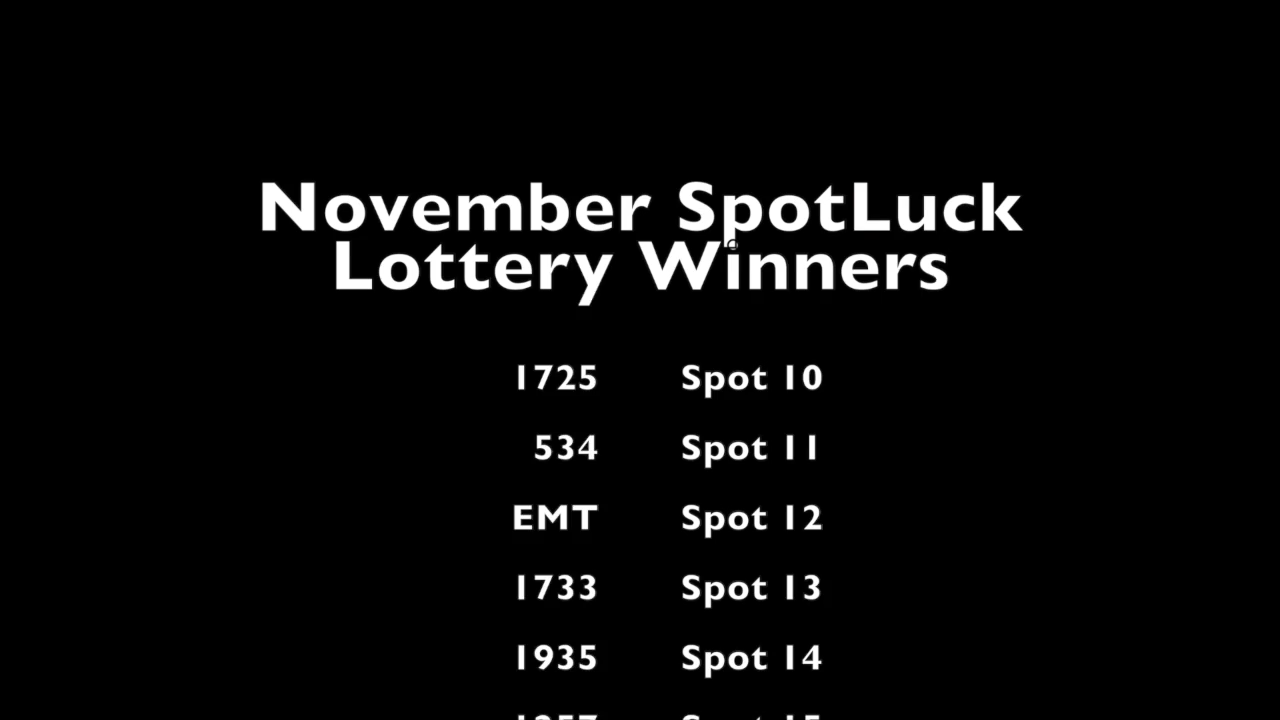 November SpotLuck
Lottery Winners
1725 Spot 10
534 Spot 11
EMT Spot 12
1733 Spot 13
1935 Spot 14